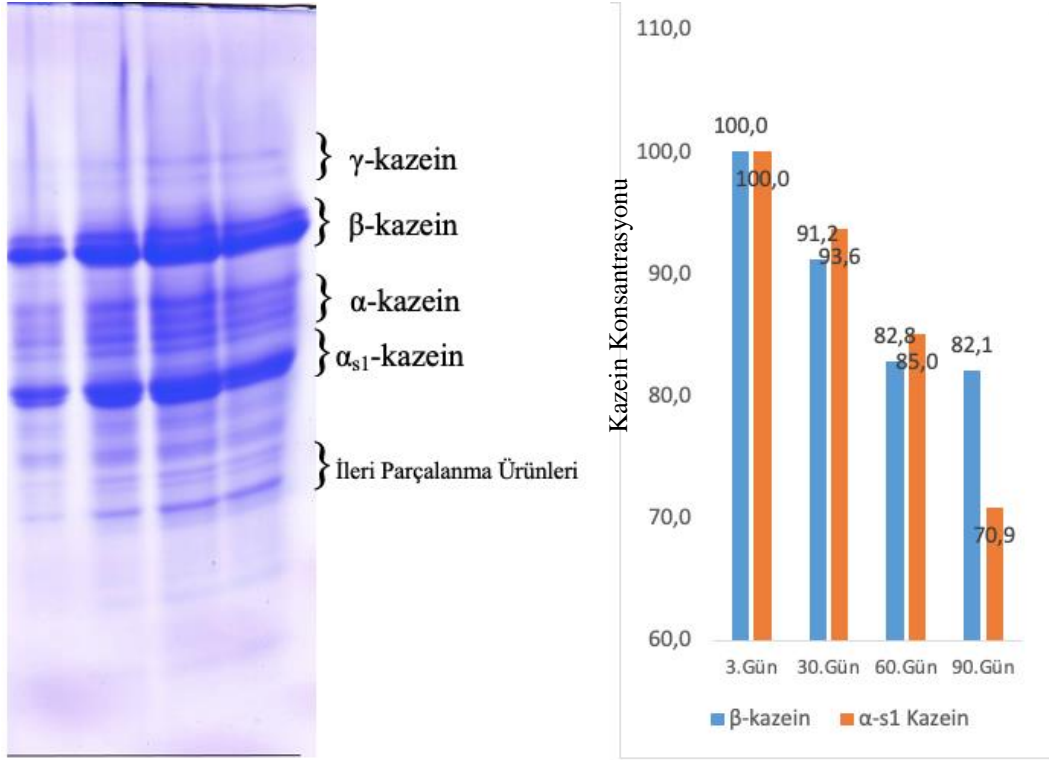 γ-kazein
β-kazein
α-kazein
αs1-kazein
İleri Parçalanma Ürünleri
Kazein Konsantrasyonu
110,0
100,0
90,0
80,0
70,0
60,0
100,0
100,0
91,2
93,6
82,8
85,0
82,1
70,9
3.Gün 30.Gün 60.Gün 90.Gün
β-kazein α-s1 Kazein